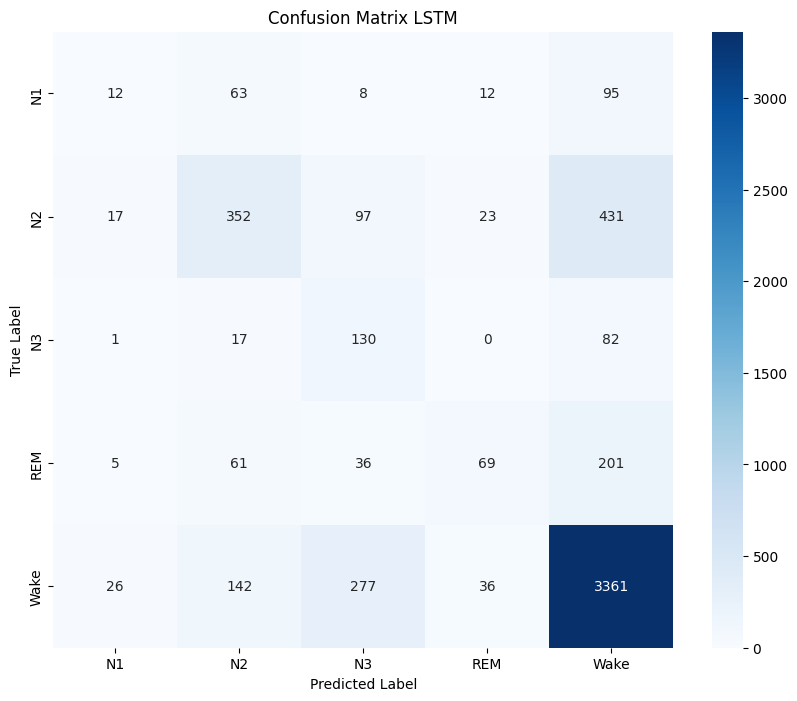 Confusion Matrix LSTM
True Label
N1 12 63 8 12 95
N2 17 352 97 23 431
N3 1 17 130 0 82
REM 5 61 36 69 201
Wake 26 142 277 36 3361
N1 N2 N3 REM Wake
Predicted Label
3000
2500
2000
1500
1000
500
0